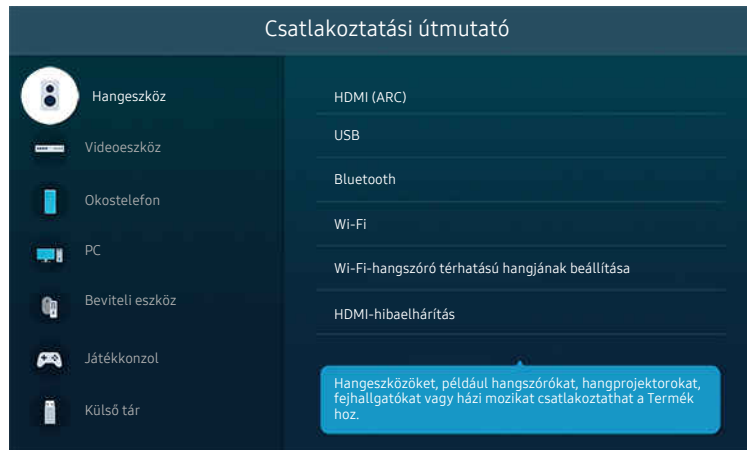 Csatlakoztatási útmutató
Hangeszköz
Videoeszköz
Okostelefon
PC
Beviteli eszköz
Játékkonzol
Külső tár
HDMI (ARC)
USB
Bluetooth
Wi-Fi
Wi-Fi-hangszóró térhatású hangjának beállítása
HDMI-hibaelhárítás
Hangeszközöket, például hangszórókat, hangprojektorokat,
fejhallgatókat vagy házi mozikat csatlakoztathat a Termék
hoz.